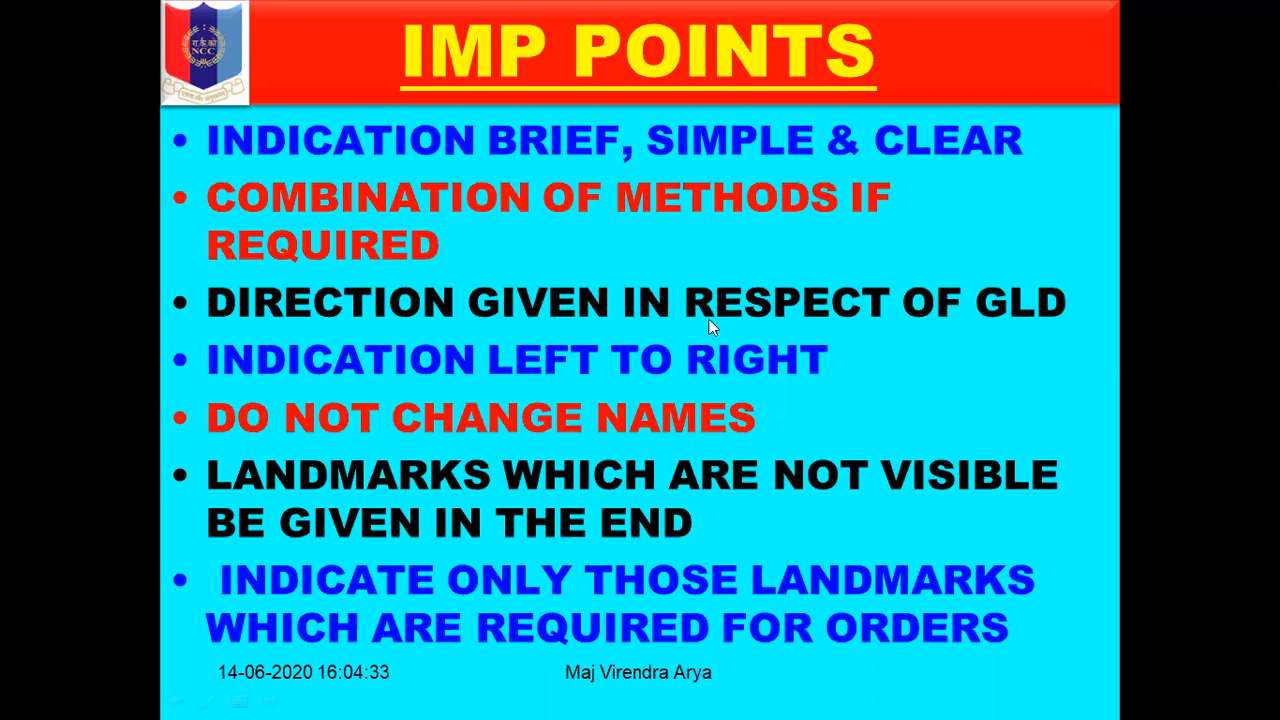 रा.कै.को
NCC
IMP POINTS
• INDICATION BRIEF, SIMPLE & CLEAR
• COMBINATION OF METHODS IF
REQUIRED
• DIRECTION GIVEN IN RESPECT OF GLD
• INDICATION LEFT TO RIGHT
• DO NOT CHANGE NAMES
• LANDMARKS WHICH ARE NOT VISIBLE
BE GIVEN IN THE END
• INDICATE ONLY THOSE LANDMARKS
WHICH ARE REQUIRED FOR ORDERS
14-06-2020 16:04:33 Maj Virendra Arya